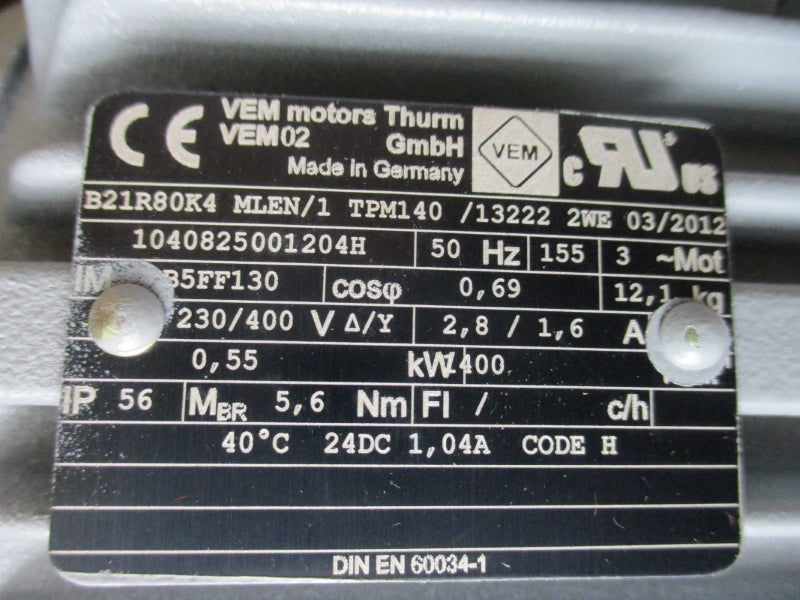 CE VEM motors Thurm
VEM02 GmbH
Made in Germany
VEM
c RU us
B21R80K4 MLEN/1 TPM140 /13222 2WE 03/2012
1040825001204H 50 Hz 155 3 ~Mot
IM B5FF130 cosφ 0,69 12,1 kg
230/400 V Δ/Y 2,8 / 1,6 A
0,55 kW 1400
IP 56 MBR 5,6 Nm FI / c/h
40°C 24DC 1,04A CODE H
DIN EN 60034-1